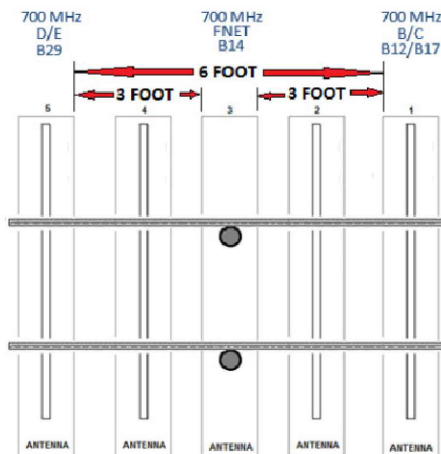 700 MHz
D/E
B29
700 MHz
FNET
B14
700 MHz
B/C
B12/B17
6 FOOT
3 FOOT
3 FOOT
5
4
3
2
1
ANTENNA
ANTENNA
ANTENNA
ANTENNA
ANTENNA